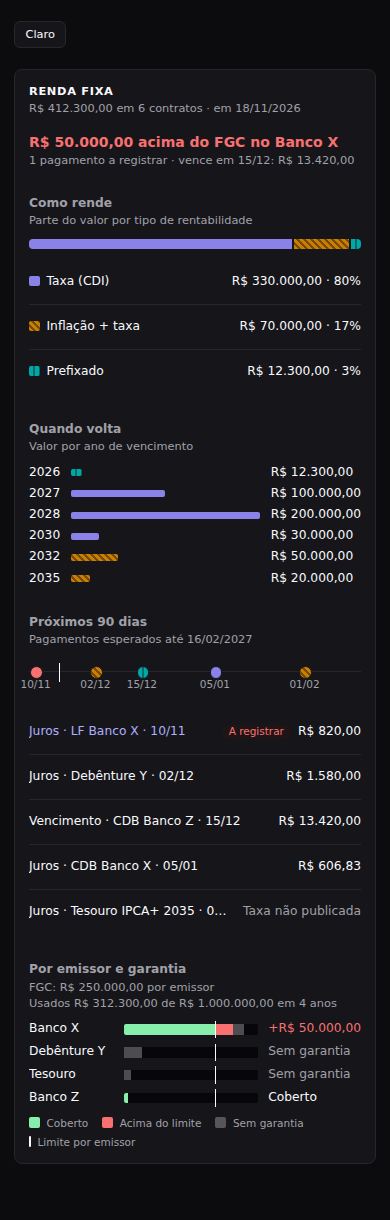 Claro
RENDA FIXA
R$ 412.300,00 em 6 contratos · em 18/11/2026
R$ 50.000,00 acima do FGC no Banco X
1 pagamento a registrar · vence em 15/12: R$ 13.420,00
Como rende
Parte do valor por tipo de rentabilidade
Taxa (CDI) R$ 330.000,00 · 80%
Inflação + taxa R$ 70.000,00 · 17%
Prefixado R$ 12.300,00 · 3%
Quando volta
Valor por ano de vencimento
2026 R$ 12.300,00
2027 R$ 100.000,00
2028 R$ 200.000,00
2030 R$ 30.000,00
2032 R$ 50.000,00
2035 R$ 20.000,00
Próximos 90 dias
Pagamentos esperados até 16/02/2027
10/11 02/12 15/12 05/01 01/02
Juros · LF Banco X · 10/11 A registrar R$ 820,00
Juros · Debênture Y · 02/12 R$ 1.580,00
Vencimento · CDB Banco Z · 15/12 R$ 13.420,00
Juros · CDB Banco X · 05/01 R$ 606,83
Juros · Tesouro IPCA+ 2035 · 0… Taxa não publicada
Por emissor e garantia
FGC: R$ 250.000,00 por emissor
Usados R$ 312.300,00 de R$ 1.000.000,00 em 4 anos
Banco X +R$ 50.000,00
Debênture Y Sem garantia
Tesouro Sem garantia
Banco Z Coberto
Coberto Acima do limite Sem garantia
Limite por emissor